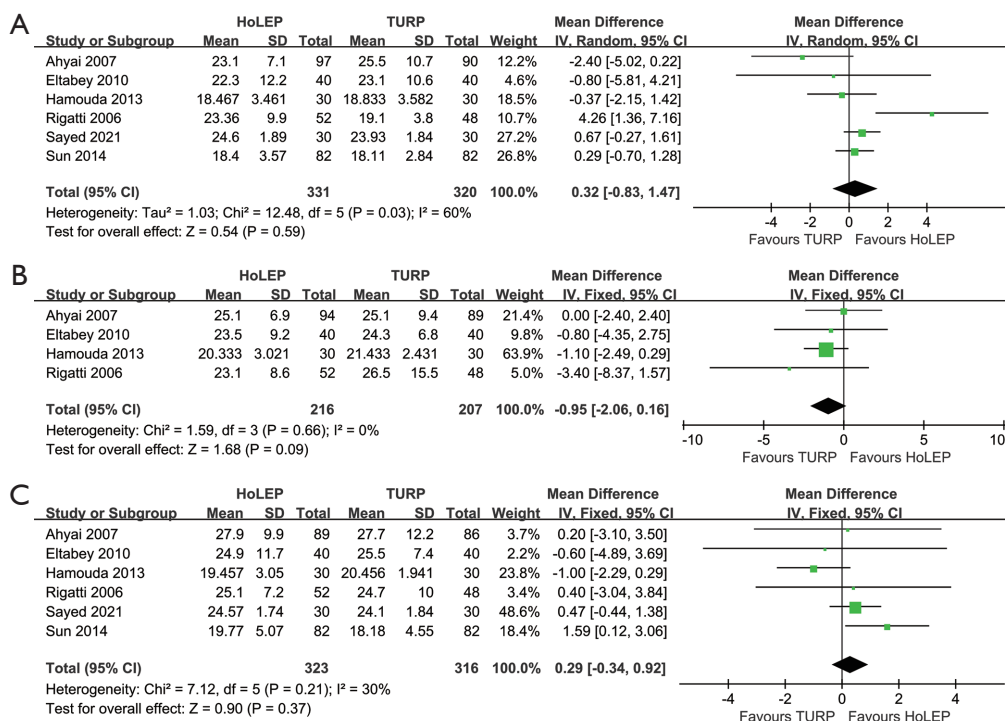 A
HoLEP TURP Mean Difference Mean Difference
Study or Subgroup Mean SD Total Mean SD Total Weight IV, Random, 95% CI IV, Random, 95% CI
Ahyai 2007 23.1 7.1 97 25.5 10.7 90 12.2% -2.40 [-5.02, 0.22]
Eltabey 2010 22.3 12.2 40 23.1 10.6 40 4.6% -0.80 [-5.81, 4.21]
Hamouda 2013 18.467 3.461 30 18.833 3.582 30 18.5% -0.37 [-2.15, 1.42]
Rigatti 2006 23.36 9.9 52 19.1 3.8 48 10.7% 4.26 [1.36, 7.16]
Sayed 2021 24.6 1.89 30 23.93 1.84 30 27.2% 0.67 [-0.27, 1.61]
Sun 2014 18.4 3.57 82 18.11 2.84 82 26.8% 0.29 [-0.70, 1.28]
Total (95% CI) 331 320 100.0% 0.32 [-0.83, 1.47]
Heterogeneity: Tau² = 1.03; Chi² = 12.48, df = 5 (P = 0.03); I² = 60%
Test for overall effect: Z = 0.54 (P = 0.59)
-4 -2 0 2 4
Favours TURP Favours HoLEP
B
HoLEP TURP Mean Difference Mean Difference
Study or Subgroup Mean SD Total Mean SD Total Weight IV, Fixed, 95% CI IV, Fixed, 95% CI
Ahyai 2007 25.1 6.9 94 25.1 9.4 89 21.4% 0.00 [-2.40, 2.40]
Eltabey 2010 23.5 9.2 40 24.3 6.8 40 9.8% -0.80 [-4.35, 2.75]
Hamouda 2013 20.333 3.021 30 21.433 2.431 30 63.9% -1.10 [-2.49, 0.29]
Rigatti 2006 23.1 8.6 52 26.5 15.5 48 5.0% -3.40 [-8.37, 1.57]
Total (95% CI) 216 207 100.0% -0.95 [-2.06, 0.16]
Heterogeneity: Chi² = 1.59, df = 3 (P = 0.66); I² = 0%
Test for overall effect: Z = 1.68 (P = 0.09)
-10 -5 0 5 10
Favours TURP Favours HoLEP
C
HoLEP TURP Mean Difference Mean Difference
Study or Subgroup Mean SD Total Mean SD Total Weight IV, Fixed, 95% CI IV, Fixed, 95% CI
Ahyai 2007 27.9 9.9 89 27.7 12.2 86 3.7% 0.20 [-3.10, 3.50]
Eltabey 2010 24.9 11.7 40 25.5 7.4 40 2.2% -0.60 [-4.89, 3.69]
Hamouda 2013 19.457 3.05 30 20.456 1.941 30 23.8% -1.00 [-2.29, 0.29]
Rigatti 2006 25.1 7.2 52 24.7 10 48 3.4% 0.40 [-3.04, 3.84]
Sayed 2021 24.57 1.74 30 24.1 1.84 30 48.6% 0.47 [-0.44, 1.38]
Sun 2014 19.77 5.07 82 18.18 4.55 82 18.4% 1.59 [0.12, 3.06]
Total (95% CI) 323 316 100.0% 0.29 [-0.34, 0.92]
Heterogeneity: Chi² = 7.12, df = 5 (P = 0.21); I² = 30%
Test for overall effect: Z = 0.90 (P = 0.37)
-4 -2 0 2 4
Favours TURP Favours HoLEP